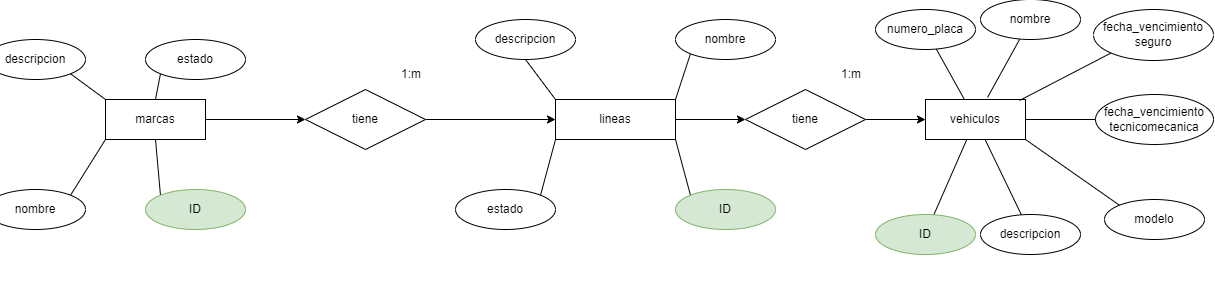 descripcion
estado
1:m
marcas
tiene
nombre
ID
descripcion
nombre
1:m
lineas
tiene
estado
ID
numero_placa
nombre
fecha_vencimiento
seguro
vehiculos
fecha_vencimiento
tecnicomecanica
ID
descripcion
modelo